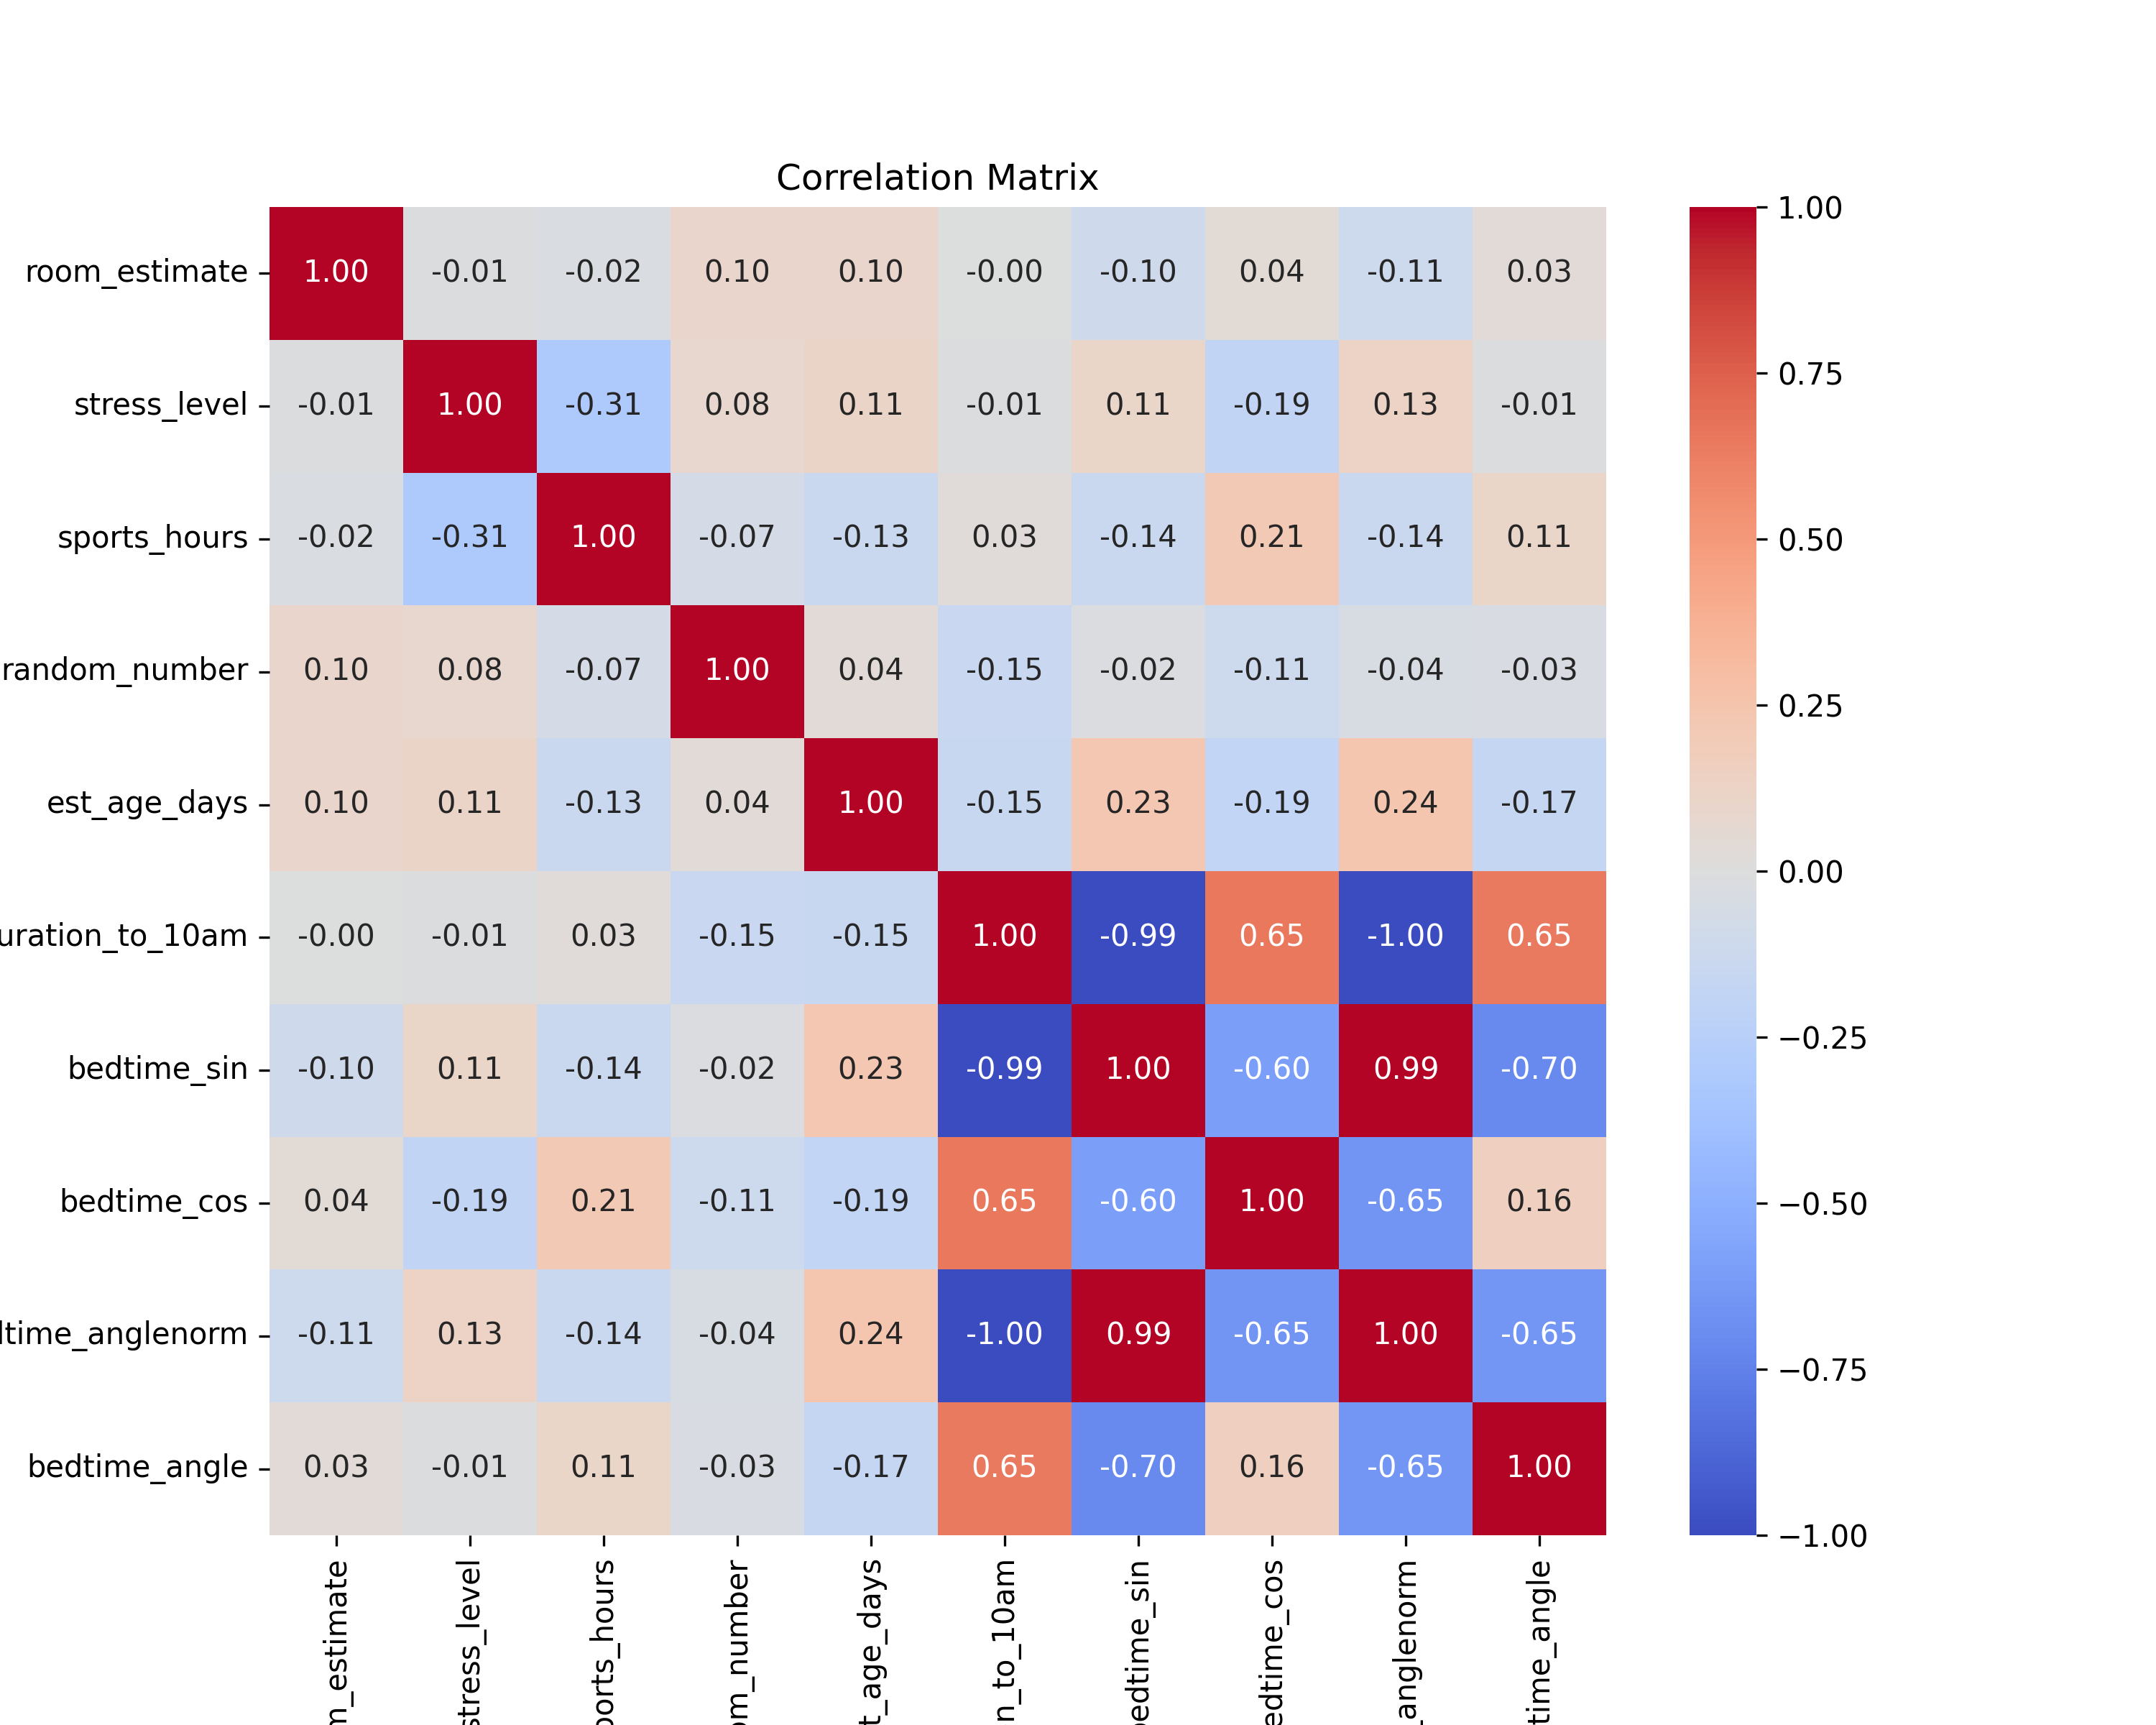 Correlation Matrix
room_estimate 1.00 -0.01 -0.02 0.10 0.10 -0.00 -0.10 0.04 -0.11 0.03
stress_level -0.01 1.00 -0.31 0.08 0.11 -0.01 0.11 -0.19 0.13 -0.01
sports_hours -0.02 -0.31 1.00 -0.07 -0.13 0.03 -0.14 0.21 -0.14 0.11
random_number 0.10 0.08 -0.07 1.00 0.04 -0.15 -0.02 -0.11 -0.04 -0.03
est_age_days 0.10 0.11 -0.13 0.04 1.00 -0.15 0.23 -0.19 0.24 -0.17
uration_to_10am -0.00 -0.01 0.03 -0.15 -0.15 1.00 -0.99 0.65 -1.00 0.65
bedtime_sin -0.10 0.11 -0.14 -0.02 0.23 -0.99 1.00 -0.60 0.99 -0.70
bedtime_cos 0.04 -0.19 0.21 -0.11 -0.19 0.65 -0.60 1.00 -0.65 0.16
dtime_anglenorm -0.11 0.13 -0.14 -0.04 0.24 -1.00 0.99 -0.65 1.00 -0.65
bedtime_angle 0.03 -0.01 0.11 -0.03 -0.17 0.65 -0.70 0.16 -0.65 1.00
m_estimate
stress_level
ports_hours
om_number
t_age_days
n_to_10am
bedtime_sin
edtime_cos
_anglenorm
time_angle
1.00
0.75
0.50
0.25
0.00
−0.25
−0.50
−0.75
−1.00